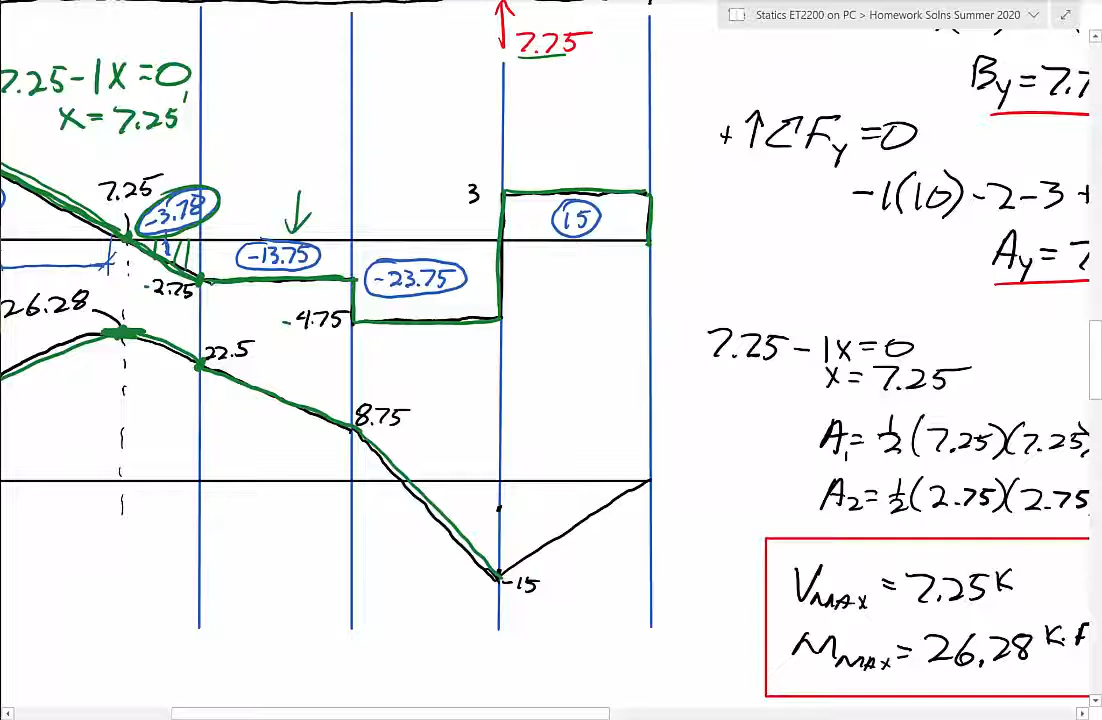 Statics ET2200 on PC > Homework Solns Summer 2020
7.75
7.25 - 1X = 0
X = 7.25'
7.25
-3.78
3
15
-13.75
-23.75
-2.75
-4.75
26.28
22.5
8.75
-15
By = 7.7
+ ↑ ΣFy = 0
-1(10) - 2 - 3 +
Ay = 7
7.25 - 1x = 0
x = 7.25
A1 = 1/2 (7.25)(7.25)
A2 = 1/2 (2.75)(2.75
VMAX = 7.25 K
MMAX = 26.28 K·F